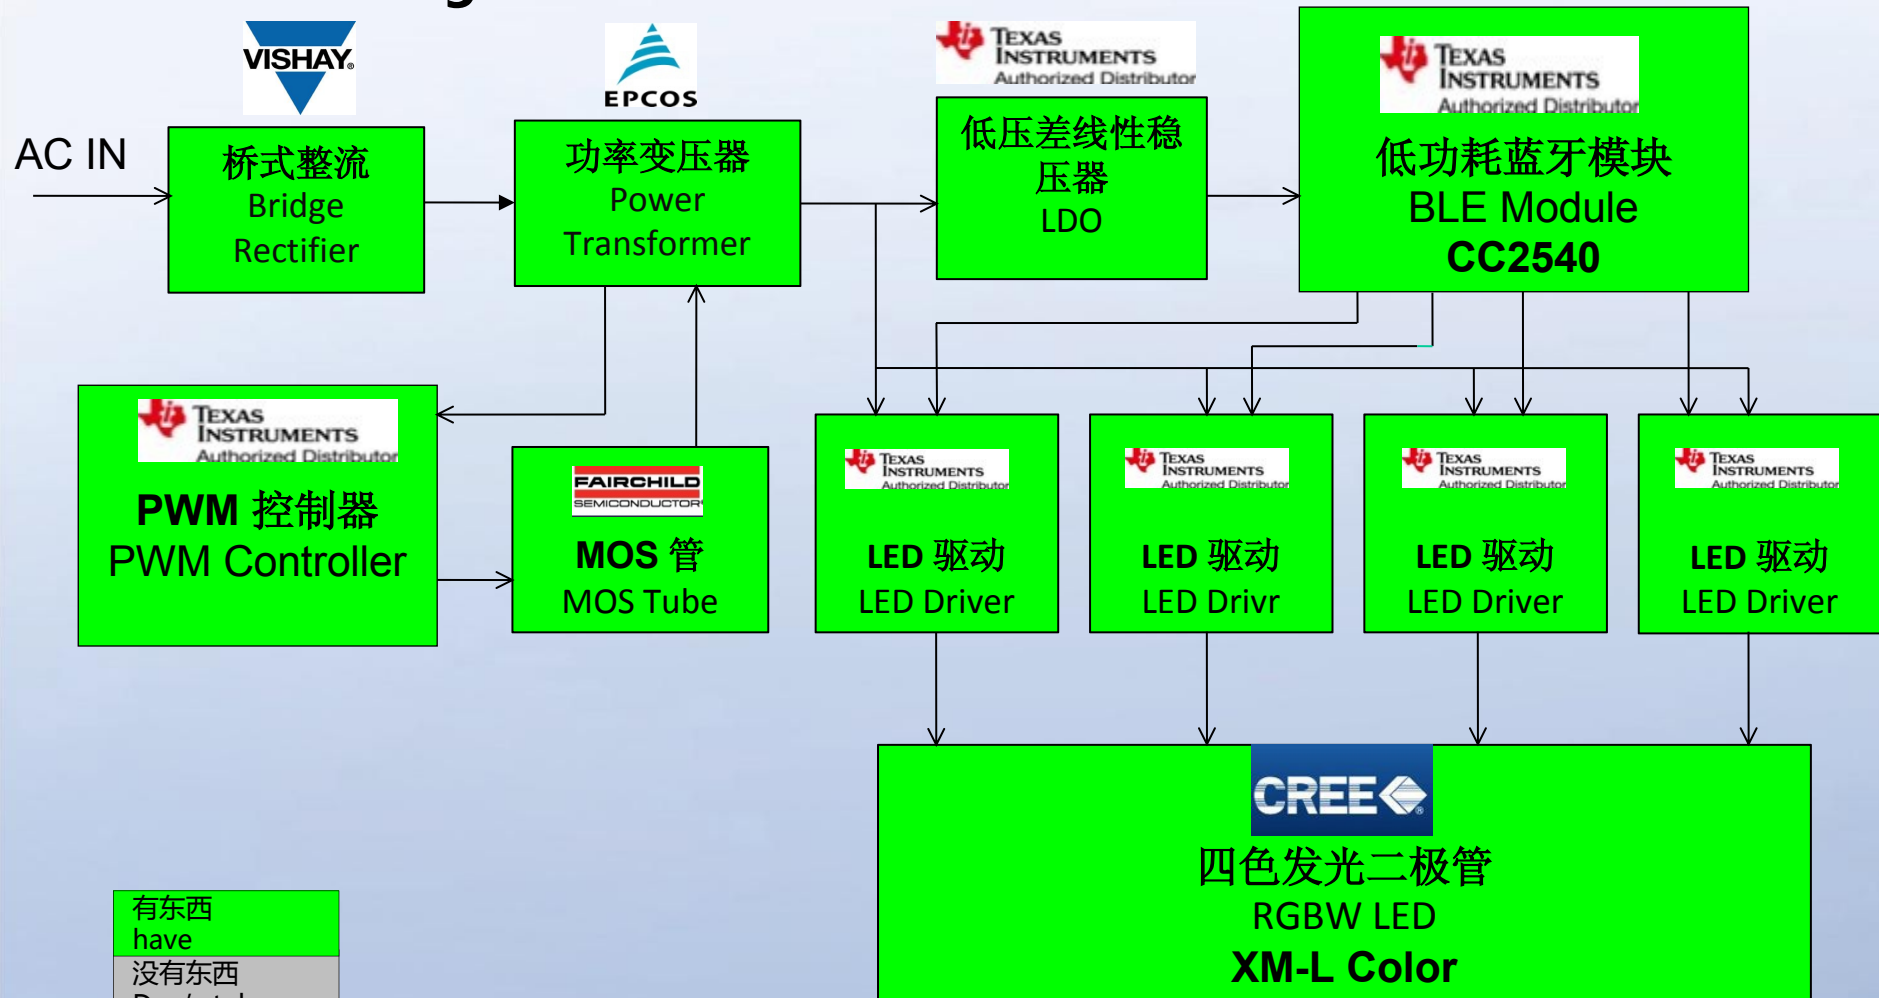 VISHAY
EPCOS
TEXAS
INSTRUMENTS
Authorized Distributor
TEXAS
INSTRUMENTS
Authorized Distributor
AC IN
桥式整流
Bridge
Rectifier
功率变压器
Power
Transformer
低压差线性稳
压器
LDO
低功耗蓝牙模块
BLE Module
CC2540
TEXAS
INSTRUMENTS
Authorized Distributor
PWM 控制器
PWM Controller
FAIRCHILD
SEMICONDUCTOR
MOS 管
MOS Tube
TEXAS
INSTRUMENTS
Authorized Distributor
LED 驱动
LED Driver
TEXAS
INSTRUMENTS
Authorized Distributor
LED 驱动
LED Drivr
TEXAS
INSTRUMENTS
Authorized Distributor
LED 驱动
LED Driver
TEXAS
INSTRUMENTS
Authorized Distributor
LED 驱动
LED Driver
CREE
四色发光二极管
RGBW LED
XM-L Color
有东西
have
没有东西